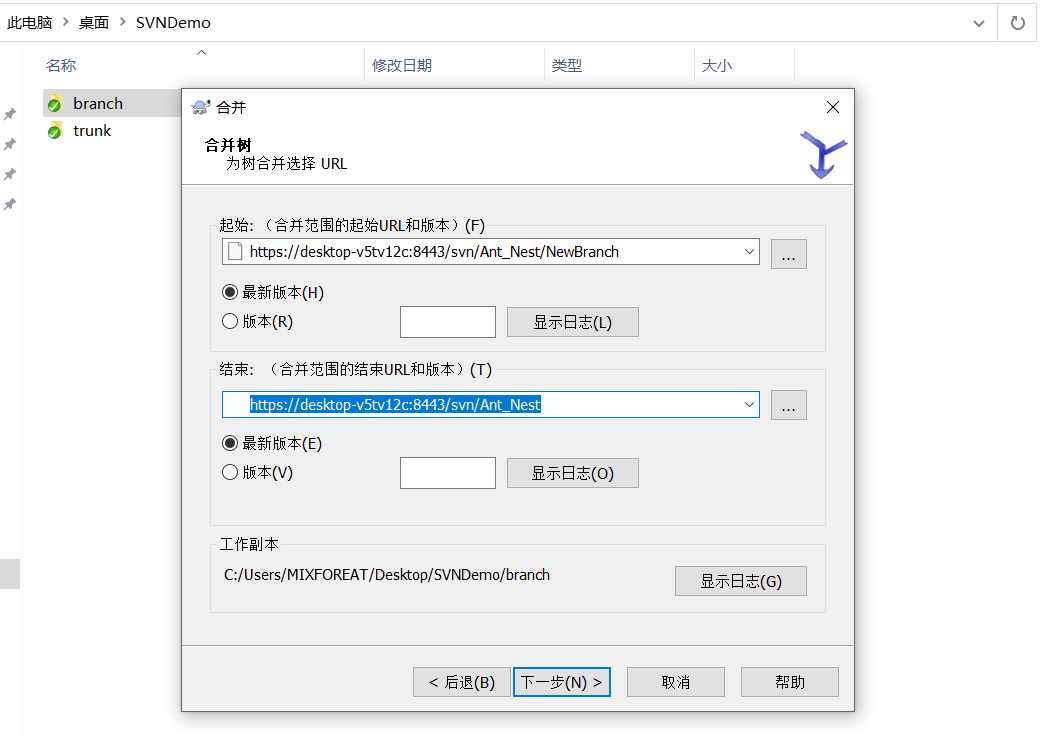 此电脑 > 桌面 > SVNDemo
名称 修改日期 类型 大小
branch
trunk
合并
合并树
为树合并选择 URL
起始: （合并范围的起始URL和版本）(F)
https://desktop-v5tv12c:8443/svn/Ant_Nest/NewBranch
...
最新版本(H)
版本(R)
显示日志(L)
结束: （合并范围的结束URL和版本）(T)
https://desktop-v5tv12c:8443/svn/Ant_Nest
...
最新版本(E)
版本(V)
显示日志(O)
工作副本
C:/Users/MIXFOREAT/Desktop/SVNDemo/branch
显示日志(G)
< 后退(B) 下一步(N) > 取消 帮助